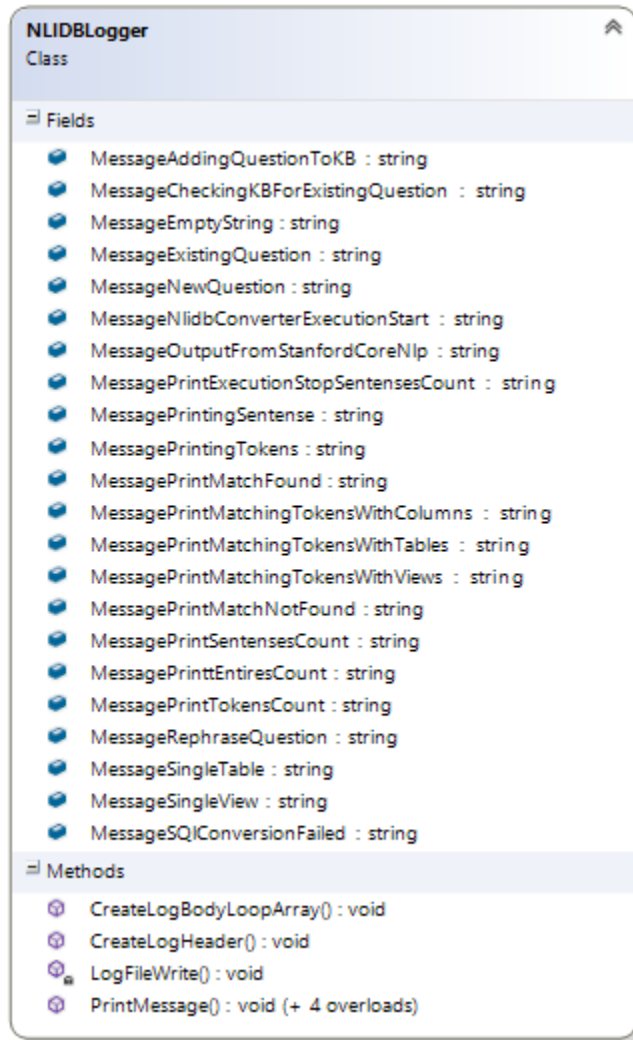 NLIDBLogger
Class
Fields
MessageAddingQuestionToKB : string
MessageCheckingKBForExistingQuestion : string
MessageEmptyString : string
MessageExistingQuestion : string
MessageNewQuestion : string
MessageNlidbConverterExecutionStart : string
MessageOutputFromStanfordCoreNlp : string
MessagePrintExecutionStopSentensesCount : string
MessagePrintingSentense : string
MessagePrintingTokens : string
MessagePrintMatchFound : string
MessagePrintMatchingTokensWithColumns : string
MessagePrintMatchingTokensWithTables : string
MessagePrintMatchingTokensWithViews : string
MessagePrintMatchNotFound : string
MessagePrintSentensesCount : string
MessagePrinttEntiresCount : string
MessagePrintTokensCount : string
MessageRephraseQuestion : string
MessageSingleTable : string
MessageSingleView : string
MessageSQlConversionFailed : string
Methods
CreateLogBodyLoopArray() : void
CreateLogHeader() : void
LogFileWrite() : void
PrintMessage() : void (+ 4 overloads)